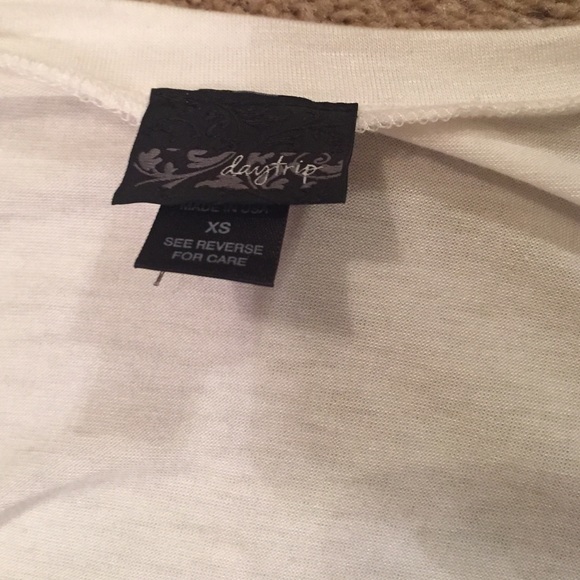 daytrip
MADE IN USA
XS
SEE REVERSE
FOR CARE